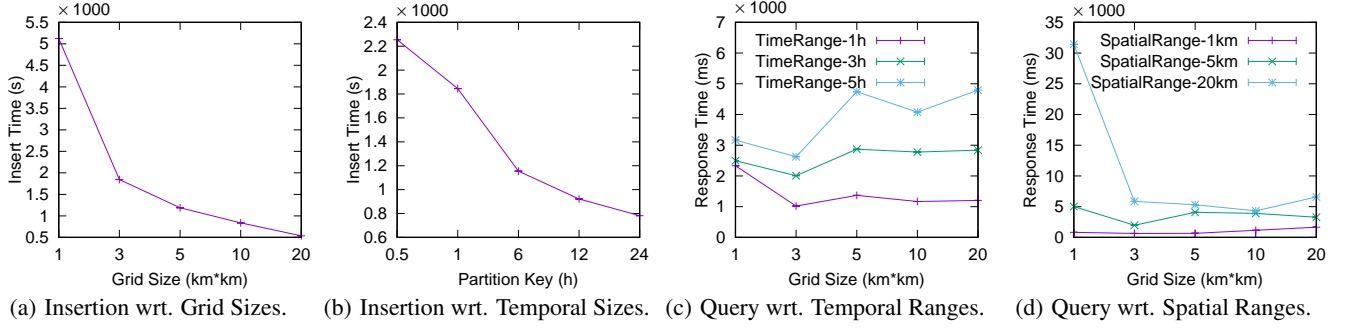 × 1000
5.5
5
4.5
4
3.5
3
2.5
2
1.5
1
0.5
Insert Time (s)
1 3 5 10 20
Grid Size (km*km)
(a) Insertion wrt. Grid Sizes.
× 1000
2.4
2.2
2
1.8
1.6
1.4
1.2
1
0.8
0.6
Insert Time (s)
0.5 1 6 12 24
Partition Key (h)
(b) Insertion wrt. Temporal Sizes.
× 1000
7
6
5
4
3
2
1
0
Response Time (ms)
TimeRange-1h
TimeRange-3h
TimeRange-5h
1 3 5 10 20
Grid Size (km*km)
(c) Query wrt. Temporal Ranges.
× 1000
35
30
25
20
15
10
5
0
Response Time (ms)
SpatialRange-1km
SpatialRange-5km
SpatialRange-20km
1 3 5 10 20
Grid Size (km*km)
(d) Query wrt. Spatial Ranges.